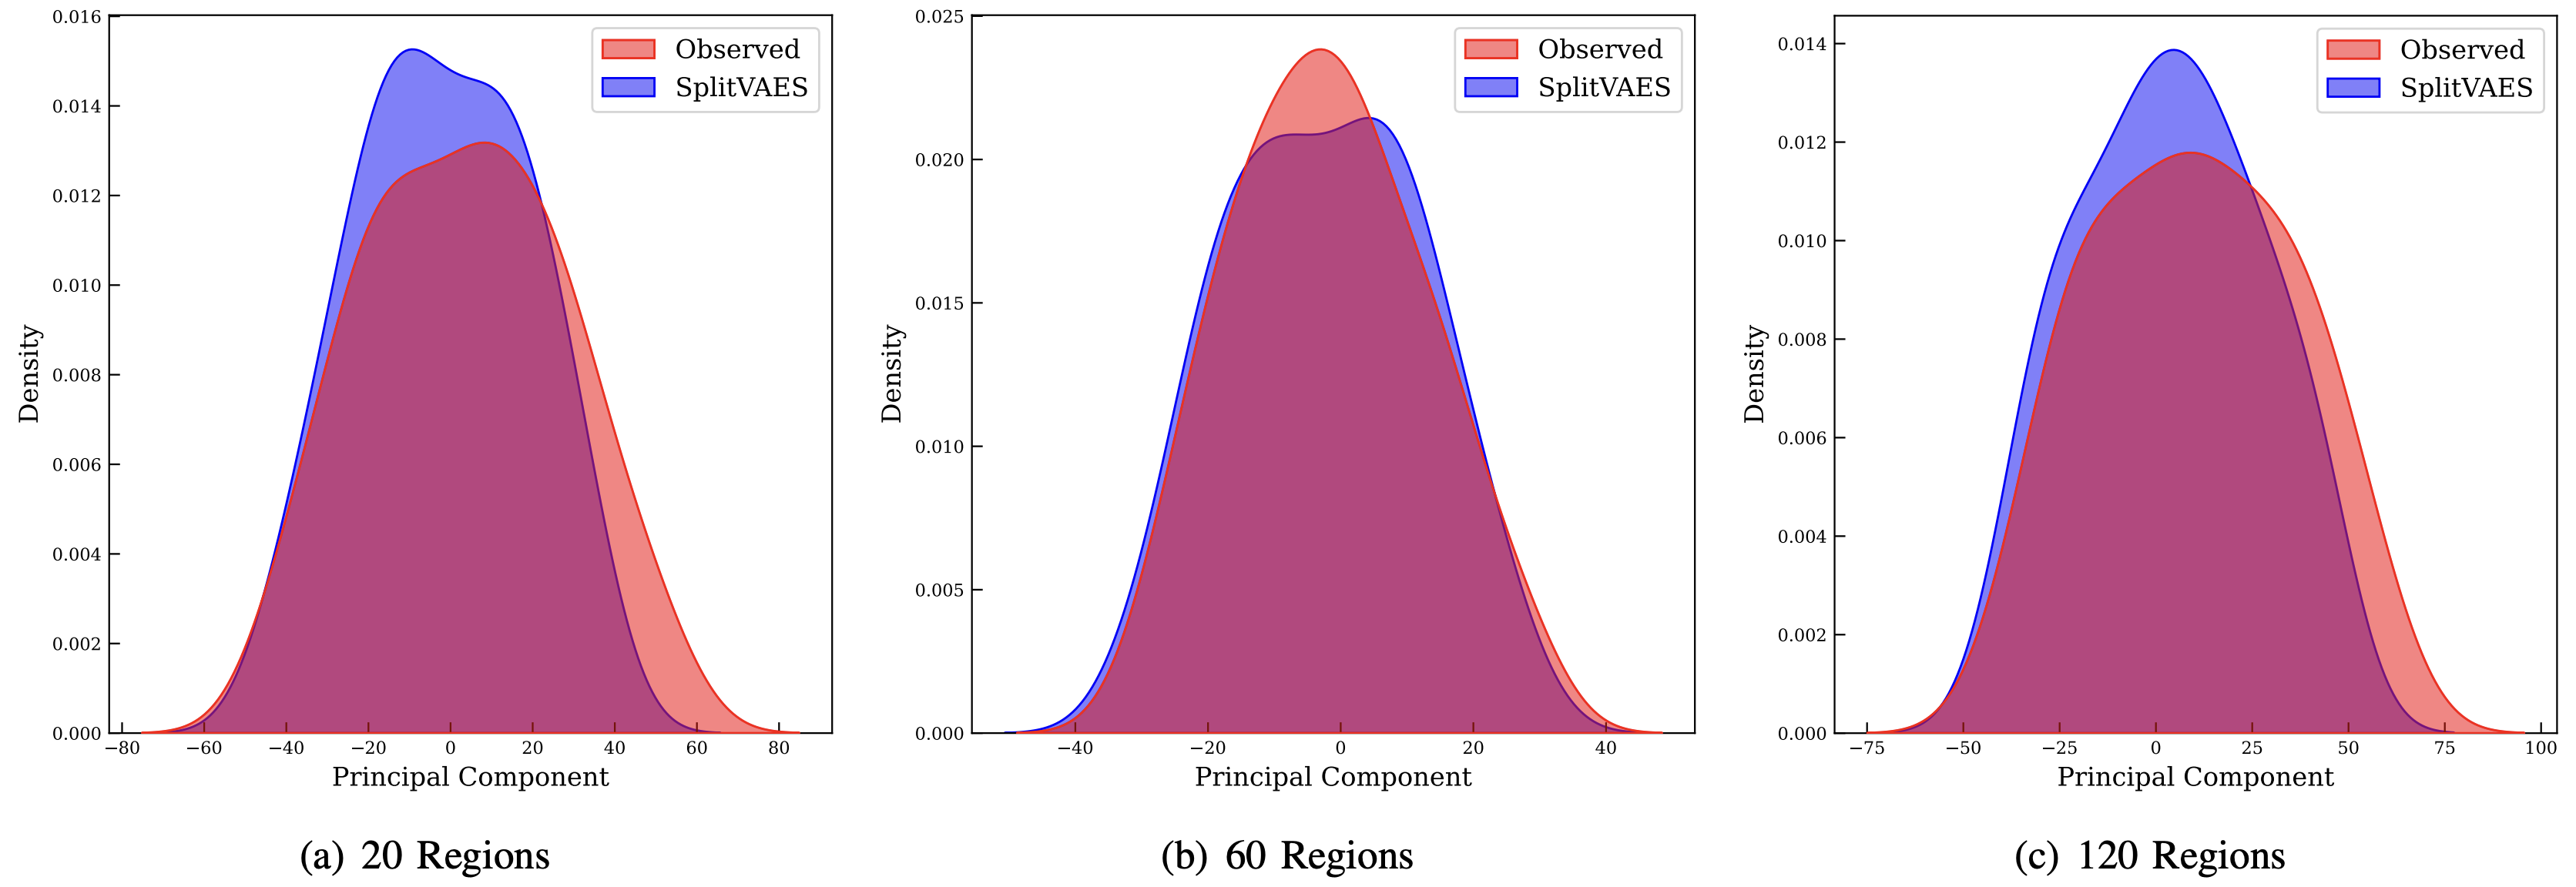 0.016
0.014
0.012
0.010
0.008
0.006
0.004
0.002
0.000
Density
−80 −60 −40 −20 0 20 40 60 80
Principal Component
Observed
SplitVAES
(a) 20 Regions
0.025
0.020
0.015
0.010
0.005
0.000
Density
−40 −20 0 20 40
Principal Component
Observed
SplitVAES
(b) 60 Regions
0.014
0.012
0.010
0.008
0.006
0.004
0.002
0.000
Density
−75 −50 −25 0 25 50 75 100
Principal Component
Observed
SplitVAES
(c) 120 Regions